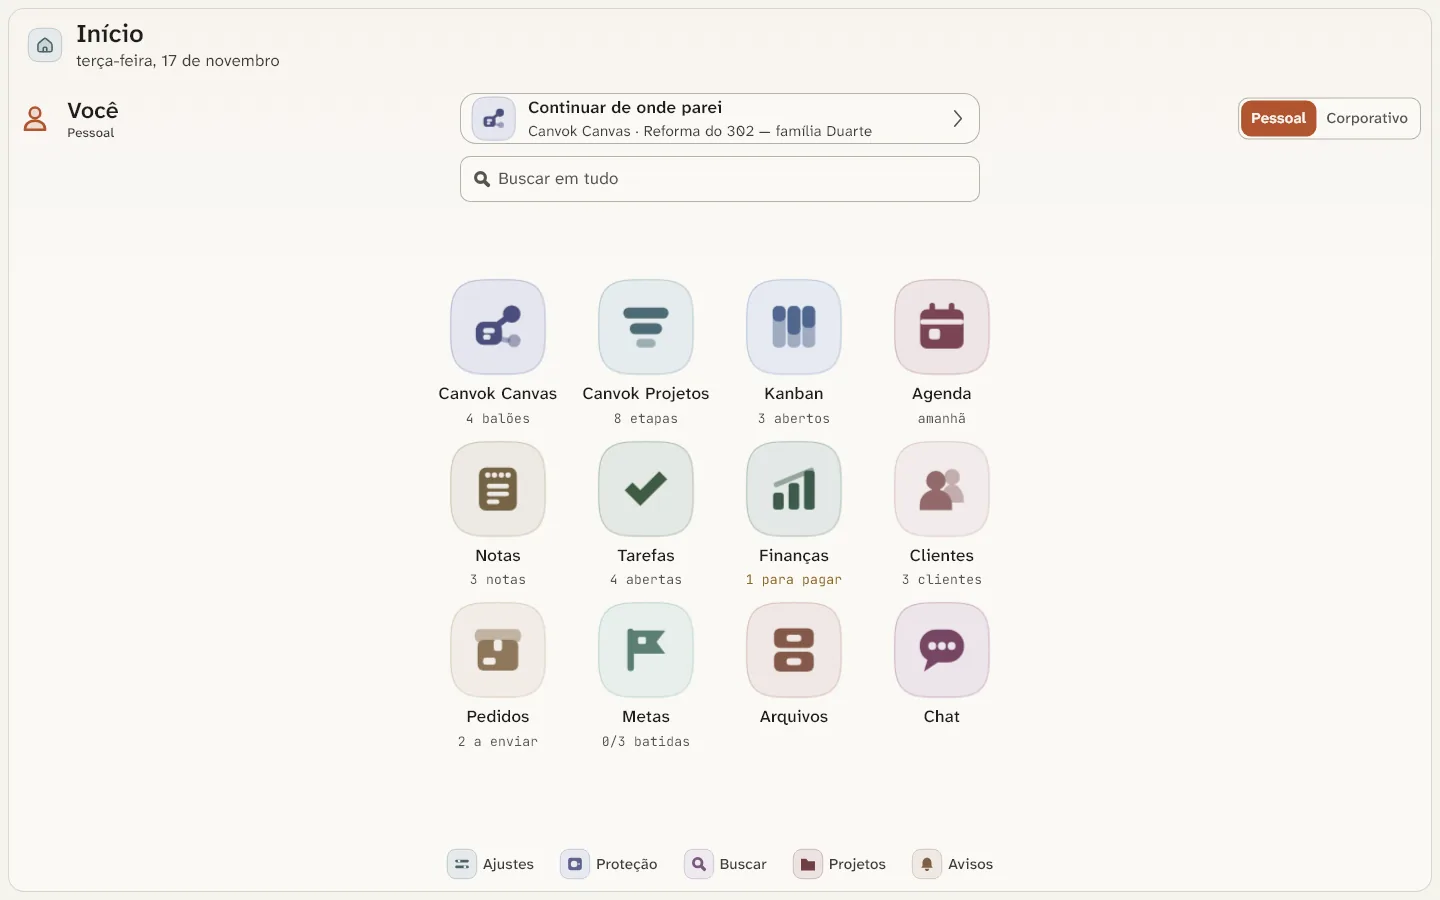 Início
terça-feira, 17 de novembro
Você
Pessoal
Continuar de onde parei
Canvok Canvas · Reforma do 302 — família Duarte
Pessoal Corporativo
Buscar em tudo
Canvok Canvas Canvok Projetos Kanban Agenda
4 balões 8 etapas 3 abertos amanhã
Notas Tarefas Finanças Clientes
3 notas 4 abertas 1 para pagar 3 clientes
Pedidos Metas Arquivos Chat
2 a enviar 0/3 batidas
Ajustes Proteção Buscar Projetos Avisos